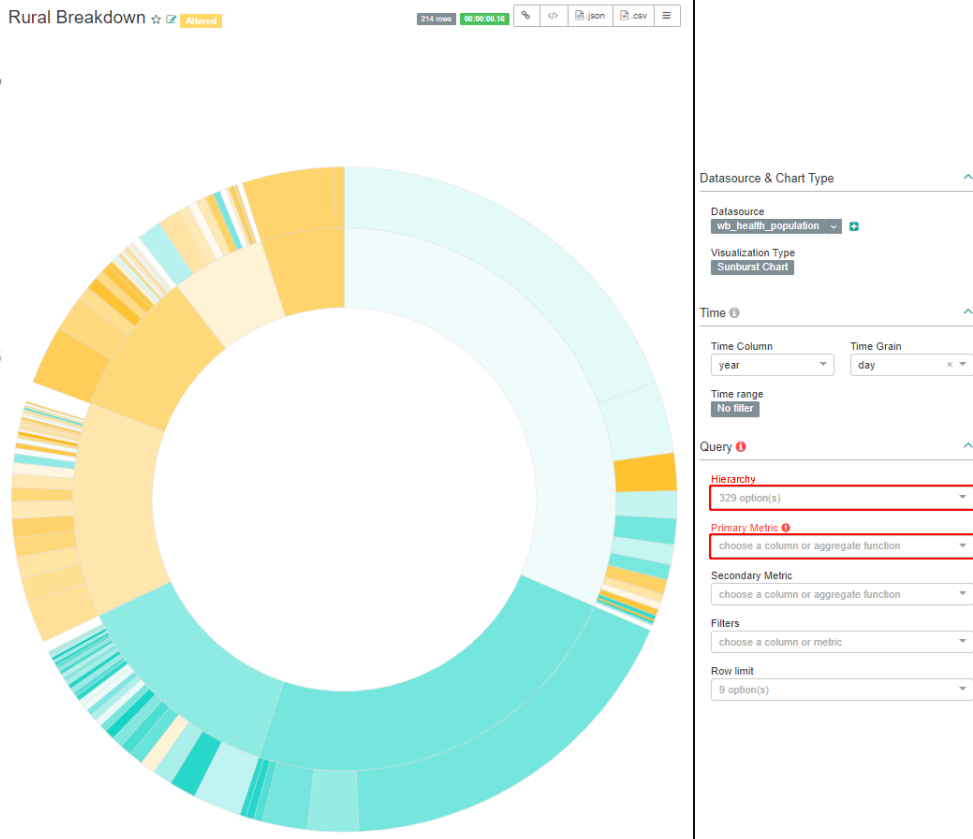 Rural Breakdown
Altered
214 rows
00:00:00.16
.json
.csv
Datasource & Chart Type
Datasource
wb_health_population
Visualization Type
Sunburst Chart
Time
Time Column Time Grain
year day
Time range
No filter
Query
Hierarchy
329 option(s)
Primary Metric
choose a column or aggregate function
Secondary Metric
choose a column or aggregate function
Filters
choose a column or metric
Row limit
9 option(s)